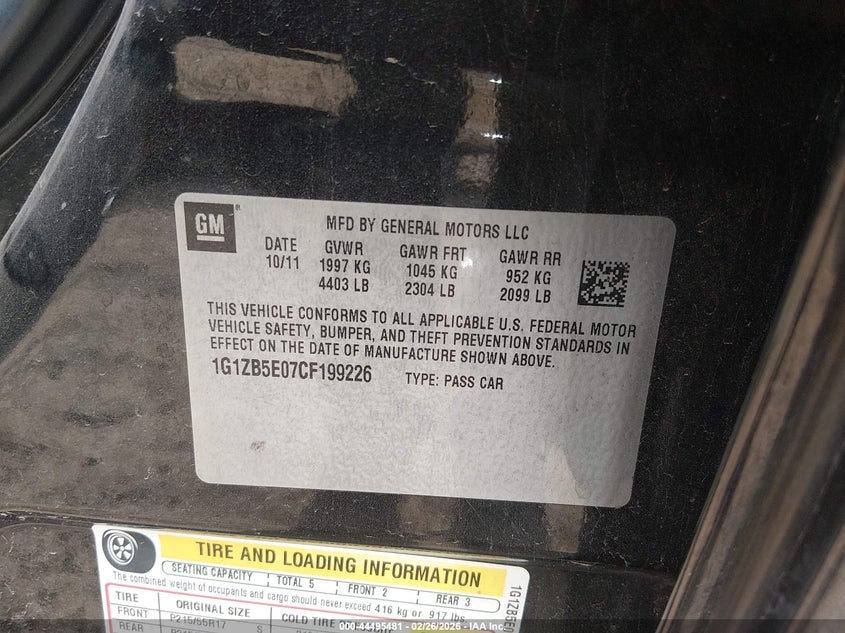 GM
MFD BY GENERAL MOTORS LLC
DATE GVWR GAWR FRT GAWR RR
10/11 1997 KG 1045 KG 952 KG
4403 LB 2304 LB 2099 LB
THIS VEHICLE CONFORMS TO ALL APPLICABLE U.S. FEDERAL MOTOR
VEHICLE SAFETY, BUMPER, AND THEFT PREVENTION STANDARDS IN
EFFECT ON THE DATE OF MANUFACTURE SHOWN ABOVE.
1G1ZB5E07CF199226 TYPE: PASS CAR
TIRE AND LOADING INFORMATION
SEATING CAPACITY TOTAL 5 FRONT 2 REAR 3
The combined weight of occupants and cargo should never exceed 416 kg or 917 lbs.
TIRE ORIGINAL SIZE COLD TIRE
FRONT P215/55R17 S
REAR
1G1ZB5E0
000-44495481 - 02/26/2026 - IAA Inc.